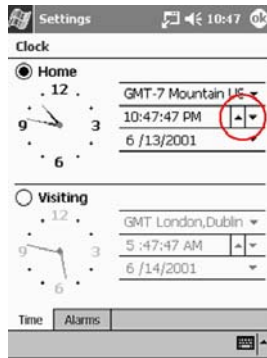 Settings 10:47 ok
Clock
Home
12
9 3
6
GMT-7 Mountain US
10:47:47 PM
6 /13/2001
Visiting
12
9 3
6
GMT London,Dublin
5 :47:47 AM
6 /14/2001
Time Alarms